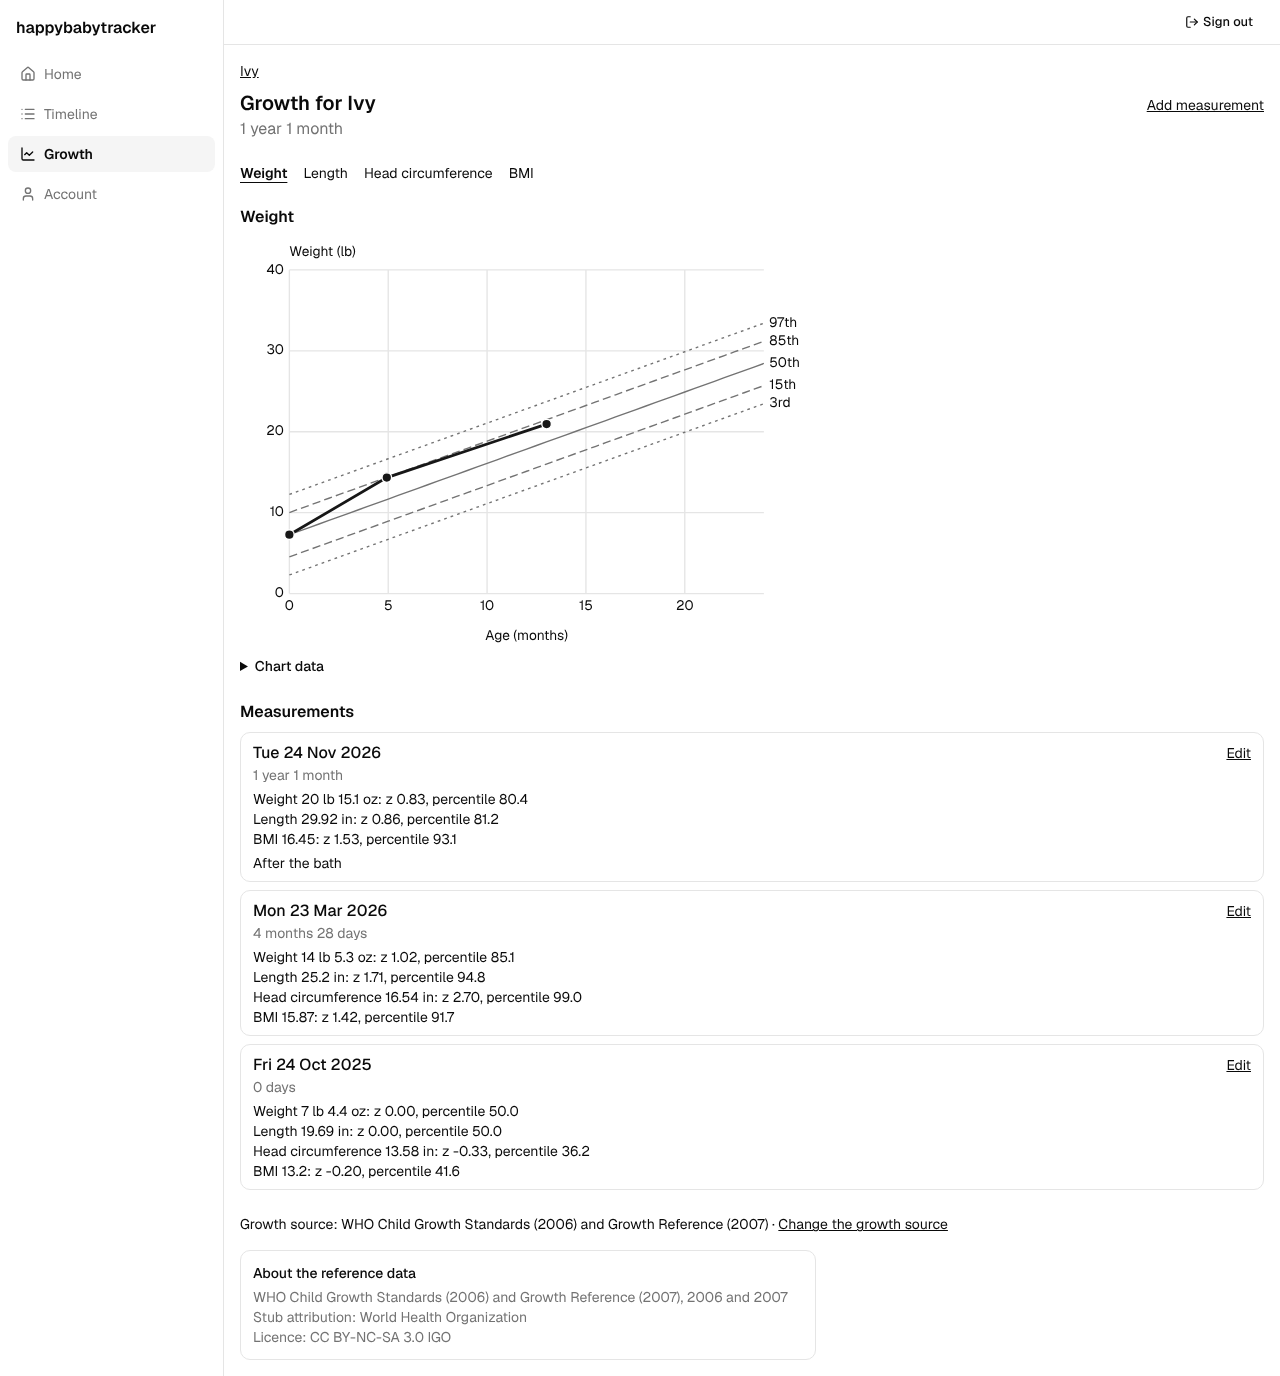 happybabytracker
Sign out
Home
Timeline
Growth
Account
Ivy
Growth for Ivy
Add measurement
1 year 1 month
Weight Length Head circumference BMI
Weight
Weight (lb)
40
30
20
10
0
97th
85th
50th
15th
3rd
0 5 10 15 20
Age (months)
Chart data
Measurements
Tue 24 Nov 2026
Edit
1 year 1 month
Weight 20 lb 15.1 oz: z 0.83, percentile 80.4
Length 29.92 in: z 0.86, percentile 81.2
BMI 16.45: z 1.53, percentile 93.1
After the bath
Mon 23 Mar 2026
Edit
4 months 28 days
Weight 14 lb 5.3 oz: z 1.02, percentile 85.1
Length 25.2 in: z 1.71, percentile 94.8
Head circumference 16.54 in: z 2.70, percentile 99.0
BMI 15.87: z 1.42, percentile 91.7
Fri 24 Oct 2025
Edit
0 days
Weight 7 lb 4.4 oz: z 0.00, percentile 50.0
Length 19.69 in: z 0.00, percentile 50.0
Head circumference 13.58 in: z -0.33, percentile 36.2
BMI 13.2: z -0.20, percentile 41.6
Growth source: WHO Child Growth Standards (2006) and Growth Reference (2007) · Change the growth source
About the reference data
WHO Child Growth Standards (2006) and Growth Reference (2007), 2006 and 2007
Stub attribution: World Health Organization
Licence: CC BY-NC-SA 3.0 IGO